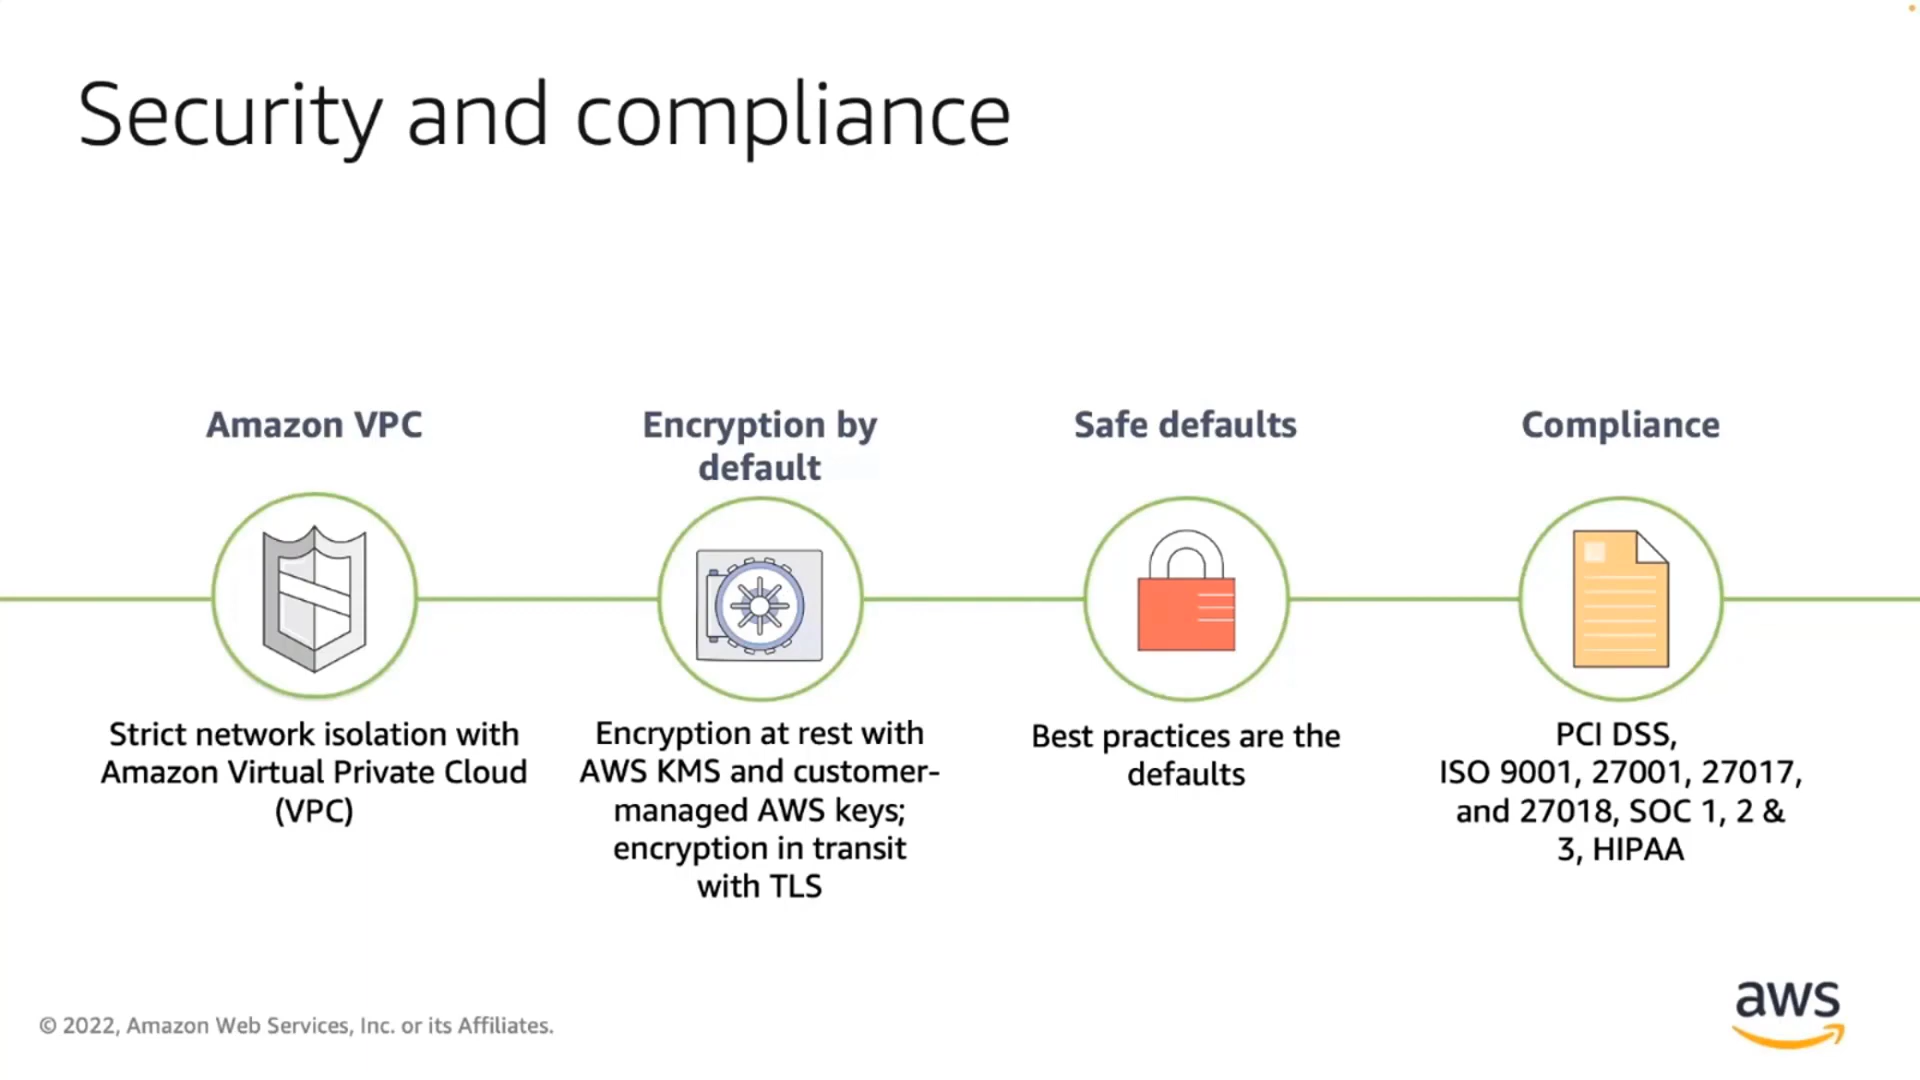 Security and compliance
Amazon VPC
Strict network isolation with
Amazon Virtual Private Cloud
(VPC)
Encryption by
default
Encryption at rest with
AWS KMS and customer-
managed AWS keys;
encryption in transit
with TLS
Safe defaults
Best practices are the
defaults
Compliance
PCI DSS,
ISO 9001, 27001, 27017,
and 27018, SOC 1, 2 &
3, HIPAA
© 2022, Amazon Web Services, Inc. or its Affiliates.
aws